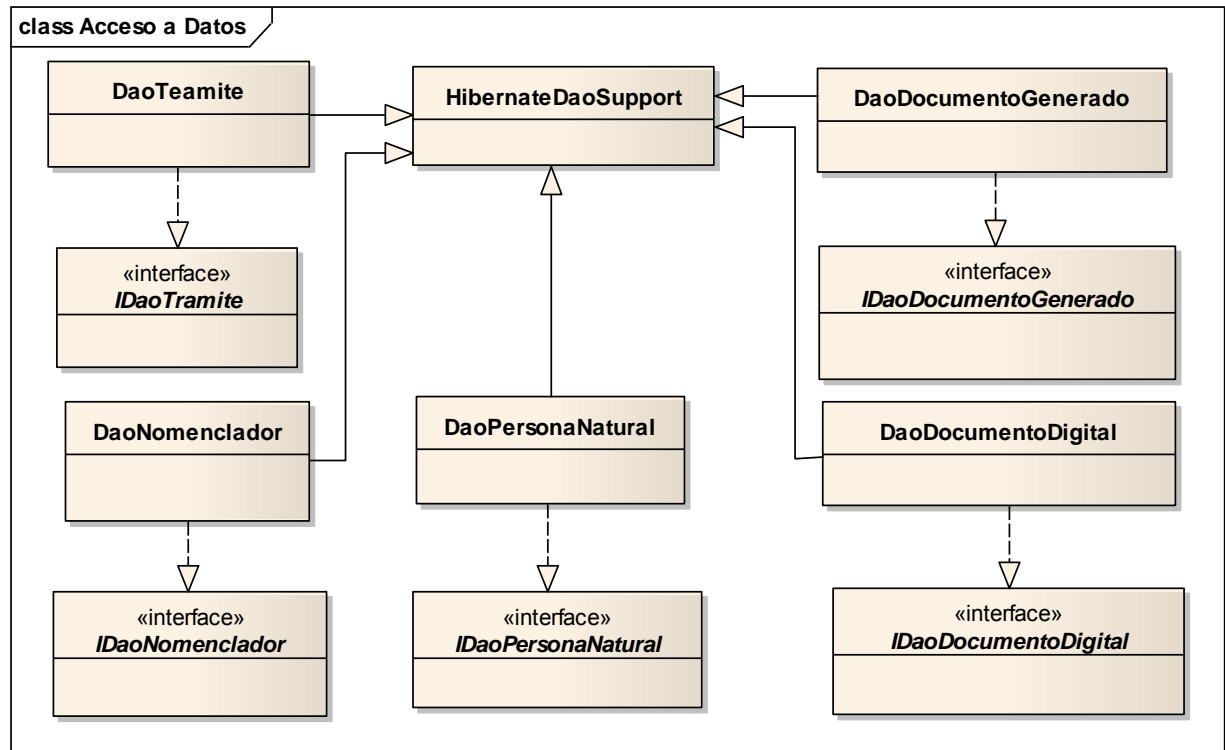 class Acceso a Datos
DaoTeamite
HibernateDaoSupport
DaoDocumentoGenerado
«interface»
IDaoTramite
«interface»
IDaoDocumentoGenerado
DaoNomenclador
DaoPersonaNatural
DaoDocumentoDigital
«interface»
IDaoNomenclador
«interface»
IDaoPersonaNatural
«interface»
IDaoDocumentoDigital